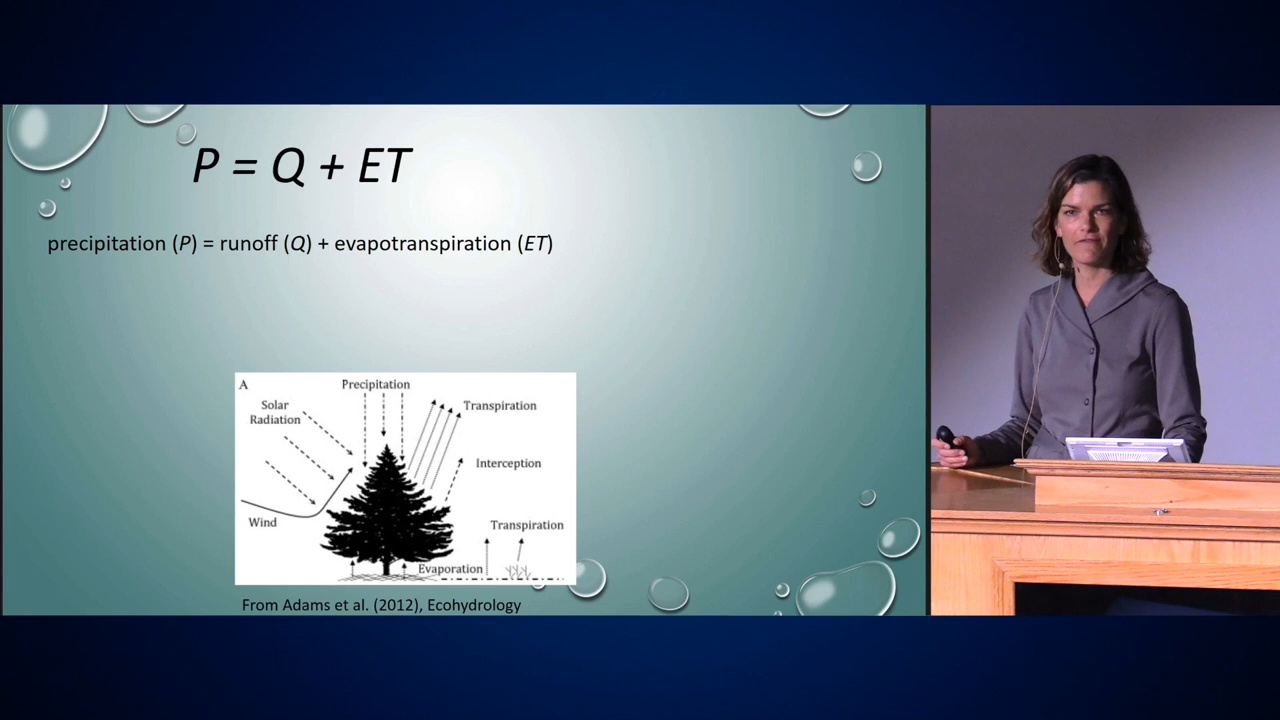 P = Q + ET
precipitation (P) = runoff (Q) + evapotranspiration (ET)
A
Precipitation
Solar
Radiation
Transpiration
Interception
Wind
Transpiration
Evaporation
From Adams et al. (2012), Ecohydrology